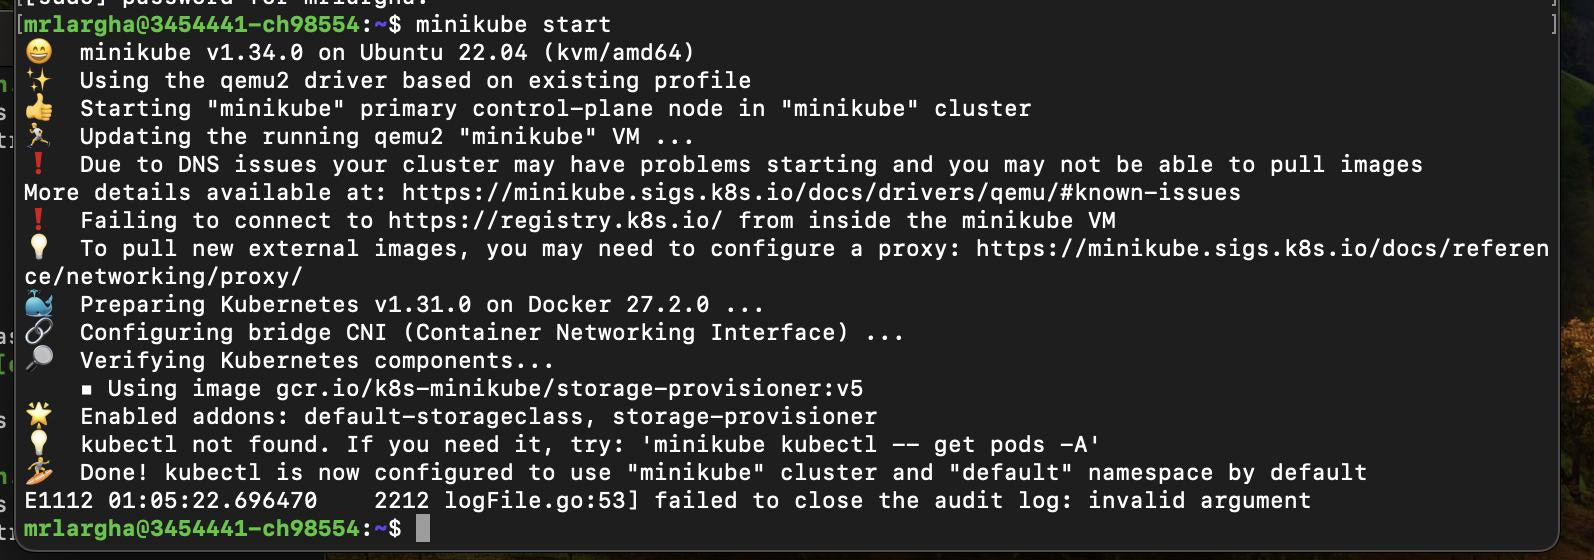 [sudo] password for mrlargha:
[mrlargha@3454441-ch98554:~$ minikube start ]
😄 minikube v1.34.0 on Ubuntu 22.04 (kvm/amd64)
✨ Using the qemu2 driver based on existing profile
👍 Starting "minikube" primary control-plane node in "minikube" cluster
🏃 Updating the running qemu2 "minikube" VM ...
❗ Due to DNS issues your cluster may have problems starting and you may not be able to pull images
More details available at: https://minikube.sigs.k8s.io/docs/drivers/qemu/#known-issues
❗ Failing to connect to https://registry.k8s.io/ from inside the minikube VM
💡 To pull new external images, you may need to configure a proxy: https://minikube.sigs.k8s.io/docs/referen
ce/networking/proxy/
🐳 Preparing Kubernetes v1.31.0 on Docker 27.2.0 ...
🔗 Configuring bridge CNI (Container Networking Interface) ...
🔎 Verifying Kubernetes components...
▪ Using image gcr.io/k8s-minikube/storage-provisioner:v5
🌟 Enabled addons: default-storageclass, storage-provisioner
💡 kubectl not found. If you need it, try: 'minikube kubectl -- get pods -A'
🏄 Done! kubectl is now configured to use "minikube" cluster and "default" namespace by default
E1112 01:05:22.696470 2212 logFile.go:53] failed to close the audit log: invalid argument
mrlargha@3454441-ch98554:~$